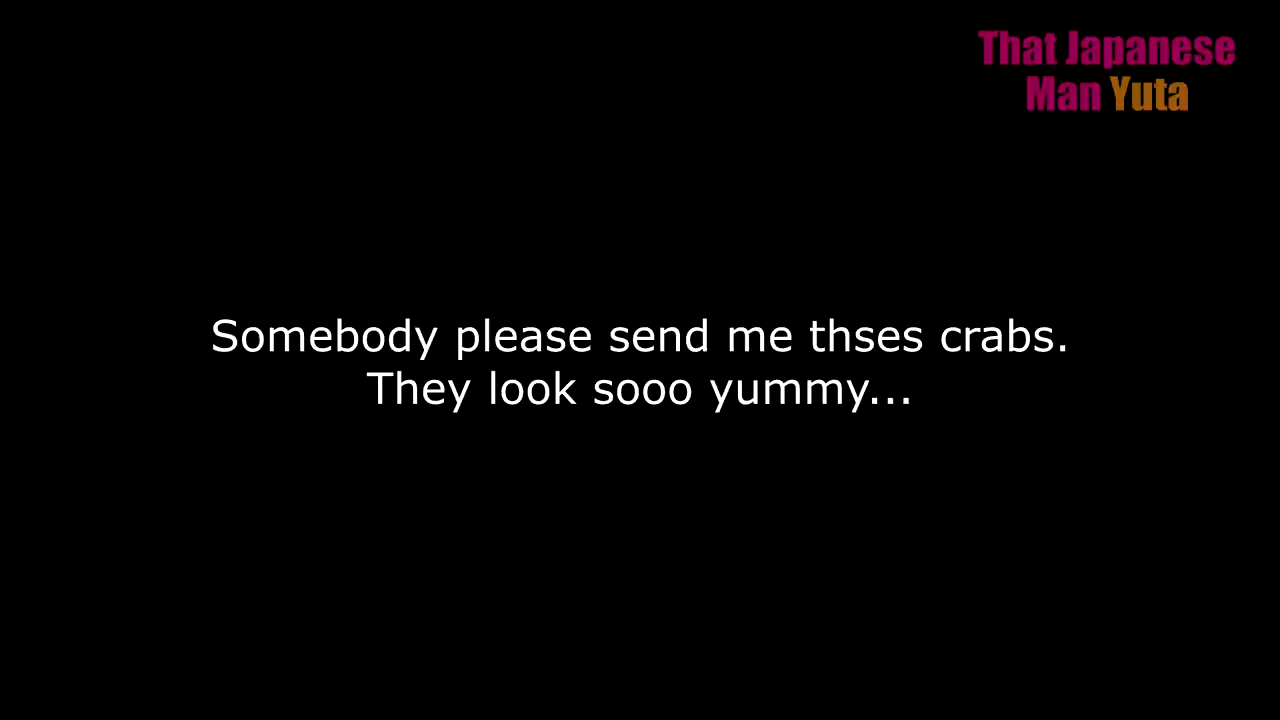 That Japanese
Man Yuta
Somebody please send me thses crabs.
They look sooo yummy...